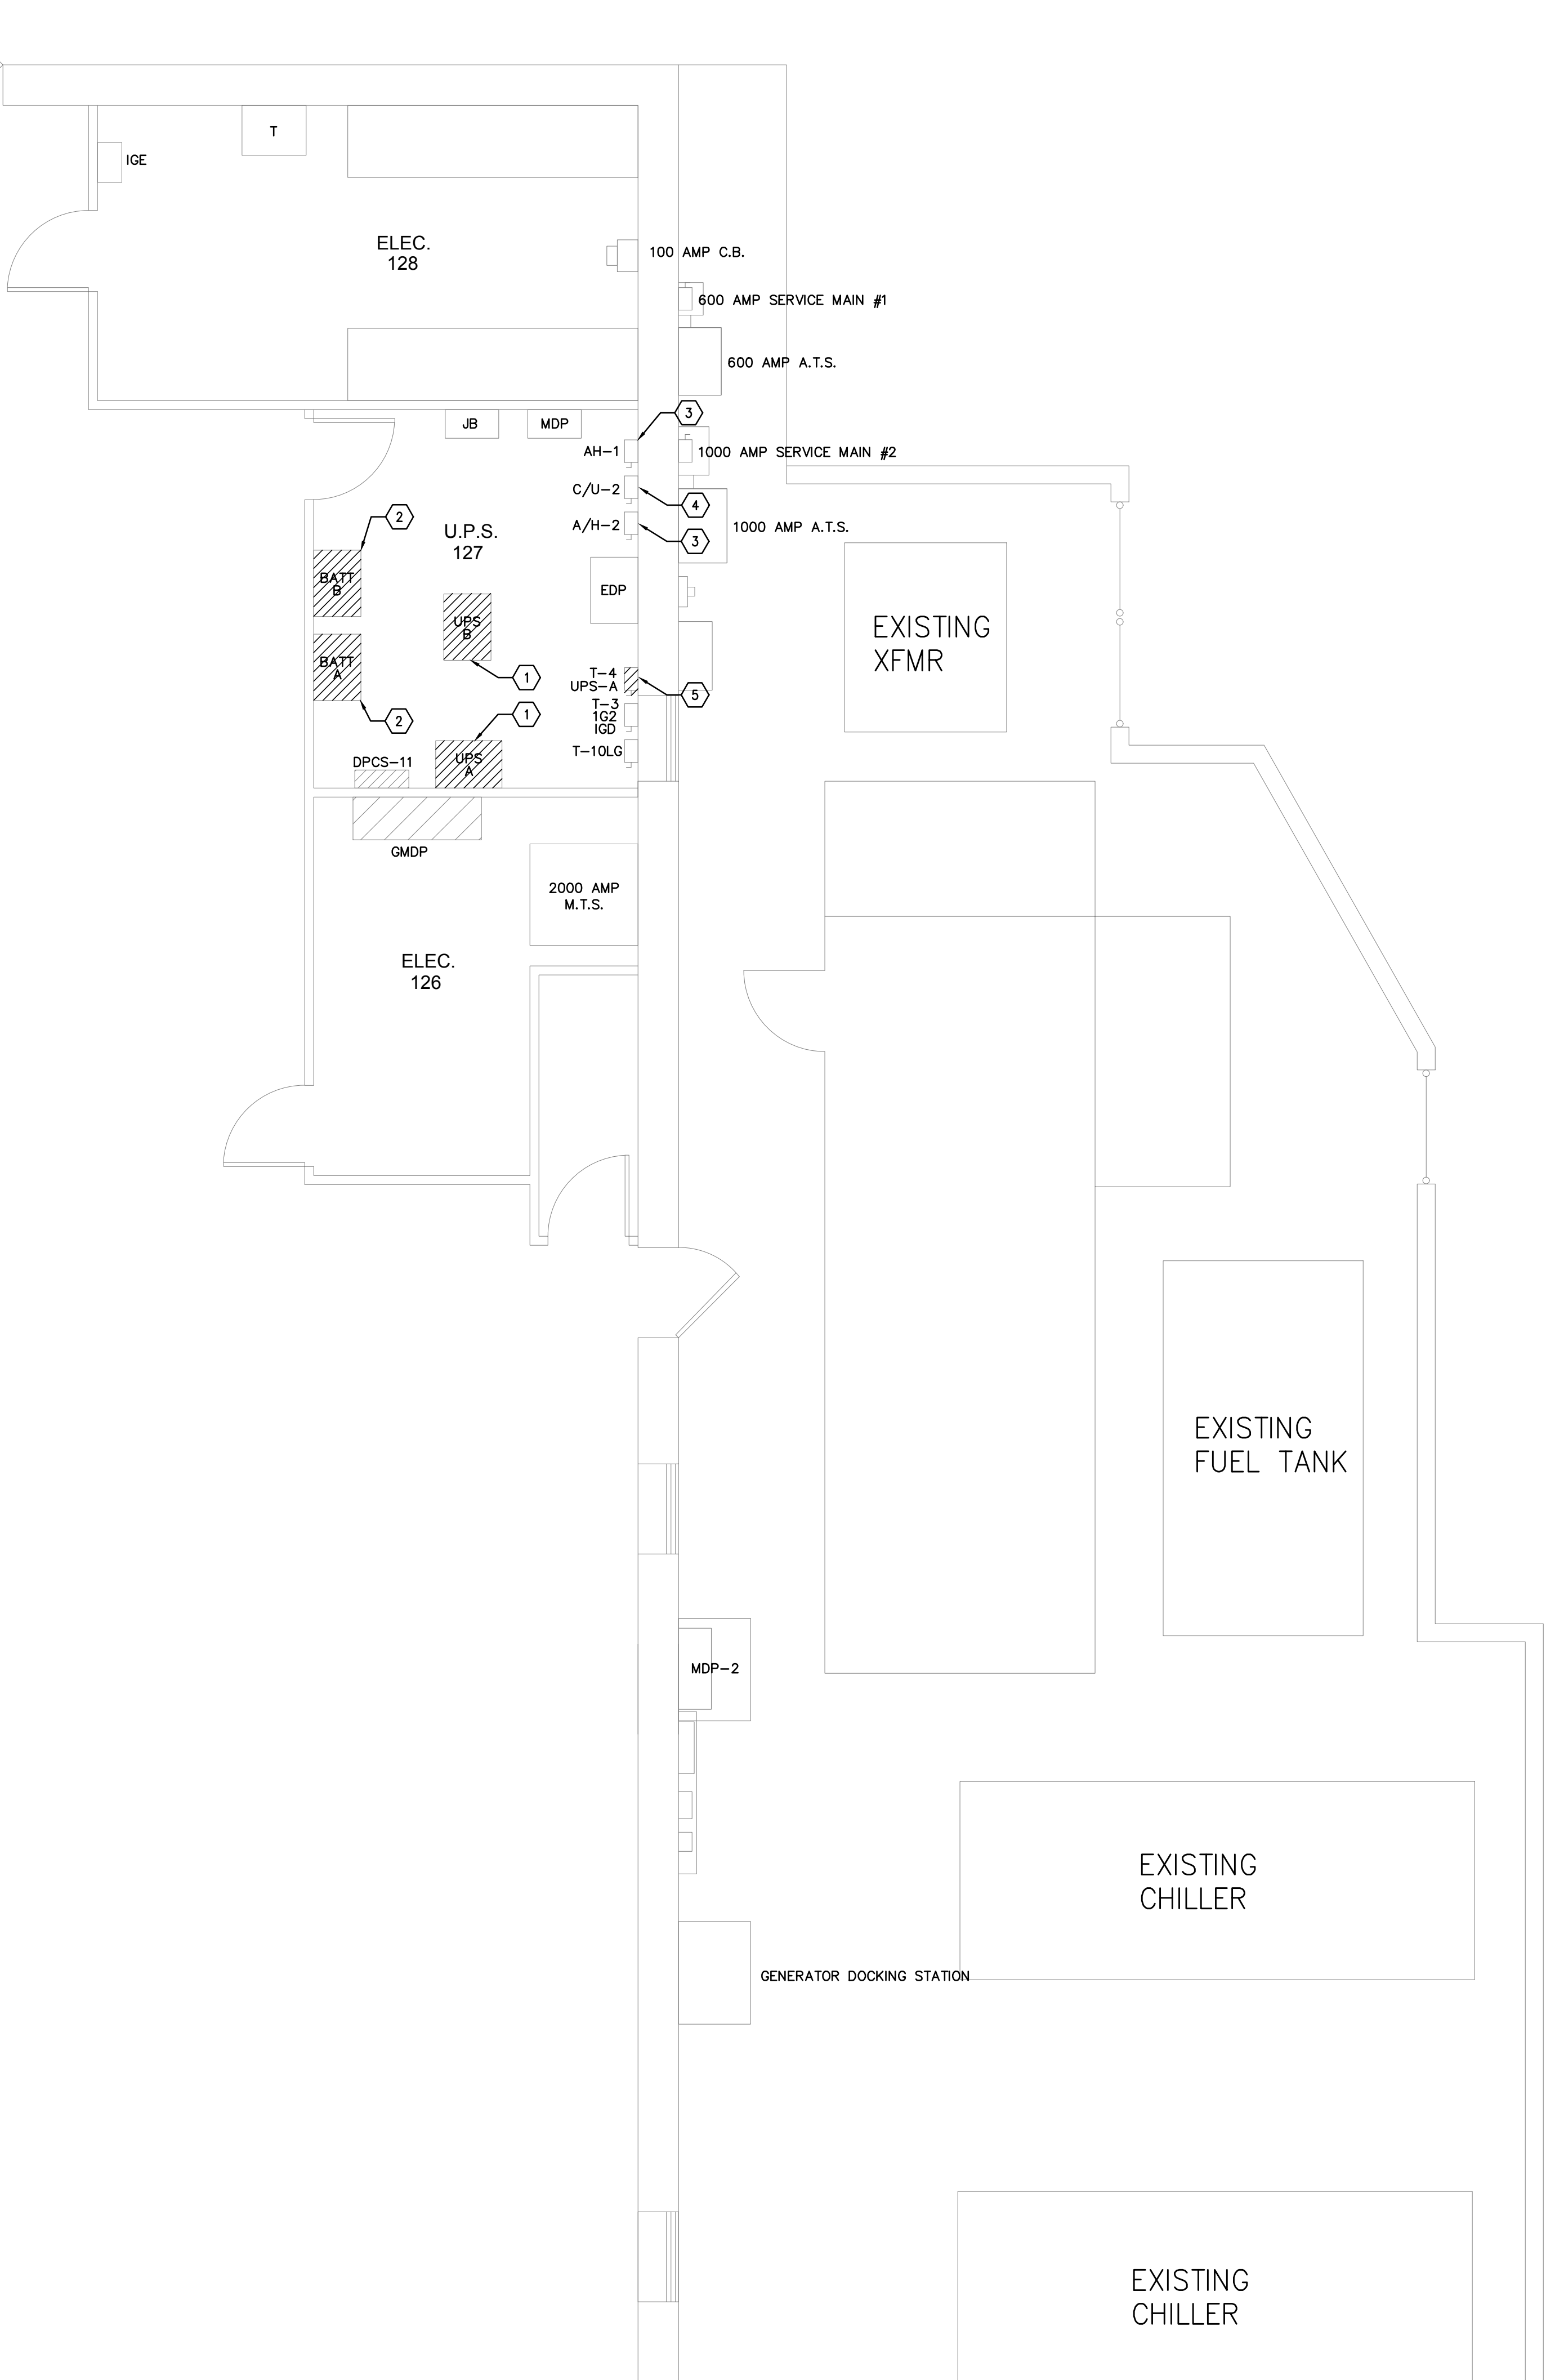 T
IGE
ELEC.
128
100 AMP C.B.
600 AMP SERVICE MAIN #1
600 AMP A.T.S.
3
JB
MDP
AH-1
1000 AMP SERVICE MAIN #2
C/U-2
4
2
A/H-2
3
1000 AMP A.T.S.
U.P.S.
127
BATT
B
EDP
UPS
B
EXISTING
XFMR
BATT
A
1
T-4
UPS-A
5
T-3
1G2
IGD
2
1
T-10LG
DPCS-11
UPS
A
GMDP
2000 AMP
M.T.S.
ELEC.
126
EXISTING
FUEL TANK
MDP-2
EXISTING
CHILLER
GENERATOR DOCKING STATION
EXISTING
CHILLER